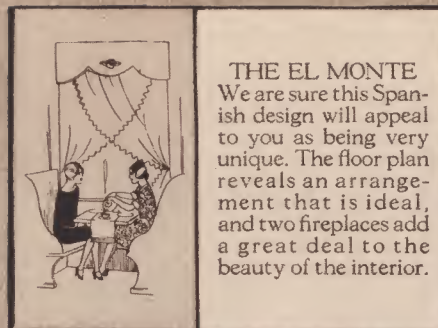 THE EL MONTE
We are sure this Span-
ish design will appeal
to you as being very
unique. The floor plan
reveals an arrange-
ment that is ideal,
and two fireplaces add
a great deal to the
beauty of the interior.